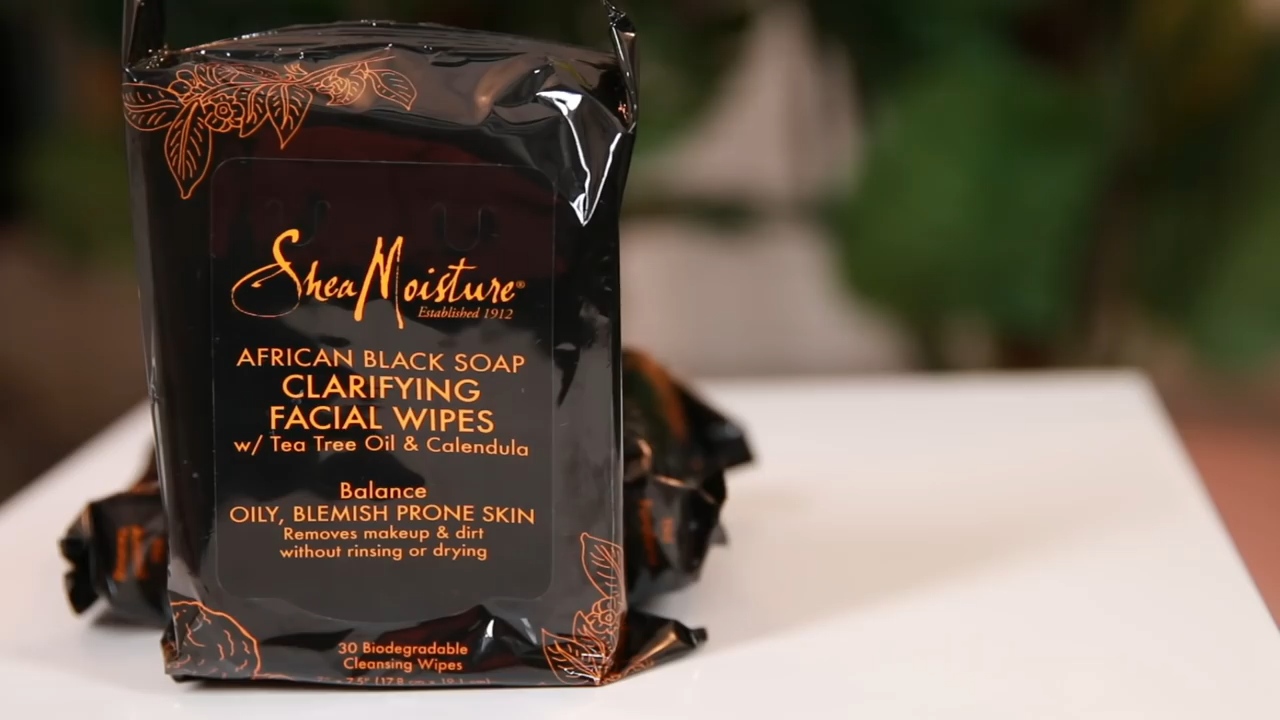 SheaMoisture®
Established 1912
AFRICAN BLACK SOAP
CLARIFYING
FACIAL WIPES
w/ Tea Tree Oil & Calendula
Balance
OILY, BLEMISH PRONE SKIN
Removes makeup & dirt
without rinsing or drying
30 Biodegradable
Cleansing Wipes